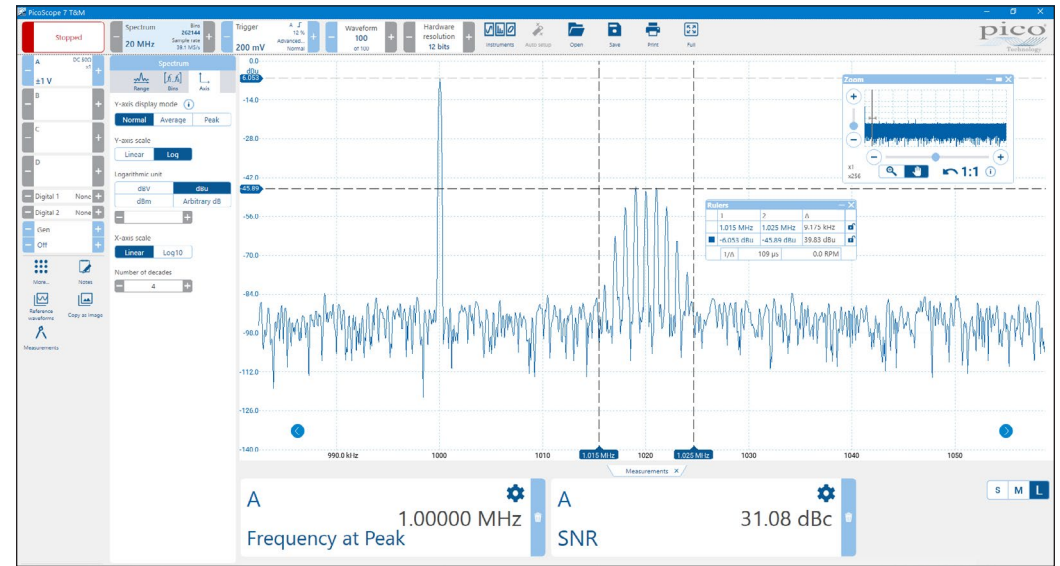 PicoScope 7 T&M
Stopped
Spectrum
20 MHz
Bins
262144
Sample rate
39.1 MS/s
Trigger
200 mV
A
12 %
Advanced...
Normal
Waveform
100
of 100
Hardware
resolution
12 bits
Instruments
Auto setup
Open
Save
Print
Full
pico
Technology
A
DC
x1
±1 V
B
C
D
Digital 1 None
Digital 2 None
Gen
Off
More...
Notes
Reference
waveforms
Copy as image
Measurements
Spectrum
Range
Bins
Axis
Y-axis display mode
Normal Average Peak
Y-axis scale
Linear Log
Logarithmic unit
dBV dBu
dBm Arbitrary dB
X-axis scale
Linear Log10
Number of decades
4
0.0
dBu
-6.053
-14.0
-28.0
-42.0
-45.89
-56.0
-70.0
-84.0
-98.0
-112.0
-126.0
-140.0
990.0 kHz 1000 1010 1.015 MHz 1020 1.025 MHz 1030 1040 1050
Zoom
x1
x256
1:1
Rulers
1 2 Δ
1.015 MHz 1.025 MHz 9.175 kHz
-6.053 dBu -45.89 dBu 39.83 dBu
1/Δ 109 µs 0.0 RPM
Measurements
A
1.00000 MHz
Frequency at Peak
A
31.08 dBc
SNR
S M L